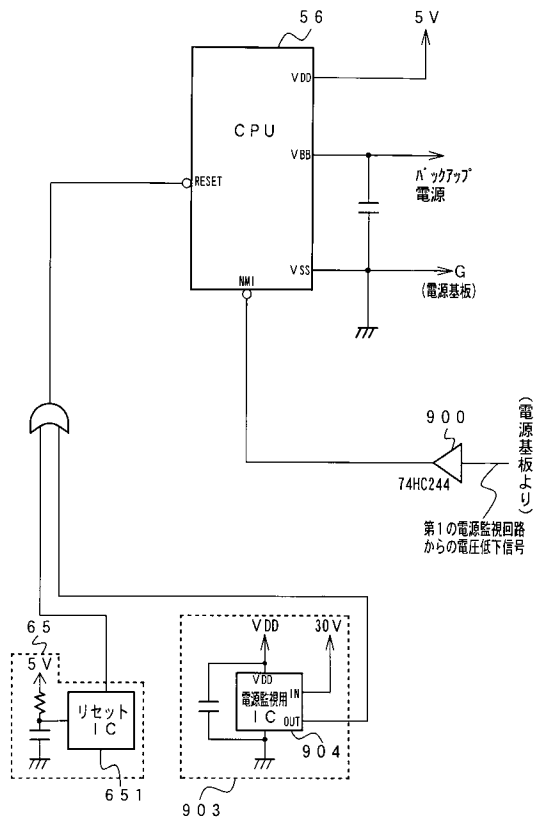 ５６
５Ｖ
VDD
ＣＰＵ
VBB
RESET
ﾊﾞｯｸｱｯﾌﾟ
電源
VSS
G
(電源基板)
NMI
９００
74HC244
(電源基板より)
第1の電源監視回路
からの電圧低下信号
６５
５Ｖ
リセット
ＩＣ
６５１
VDD
30V
VDD
電源監視用
ＩＣ
IN
OUT
９０４
９０３